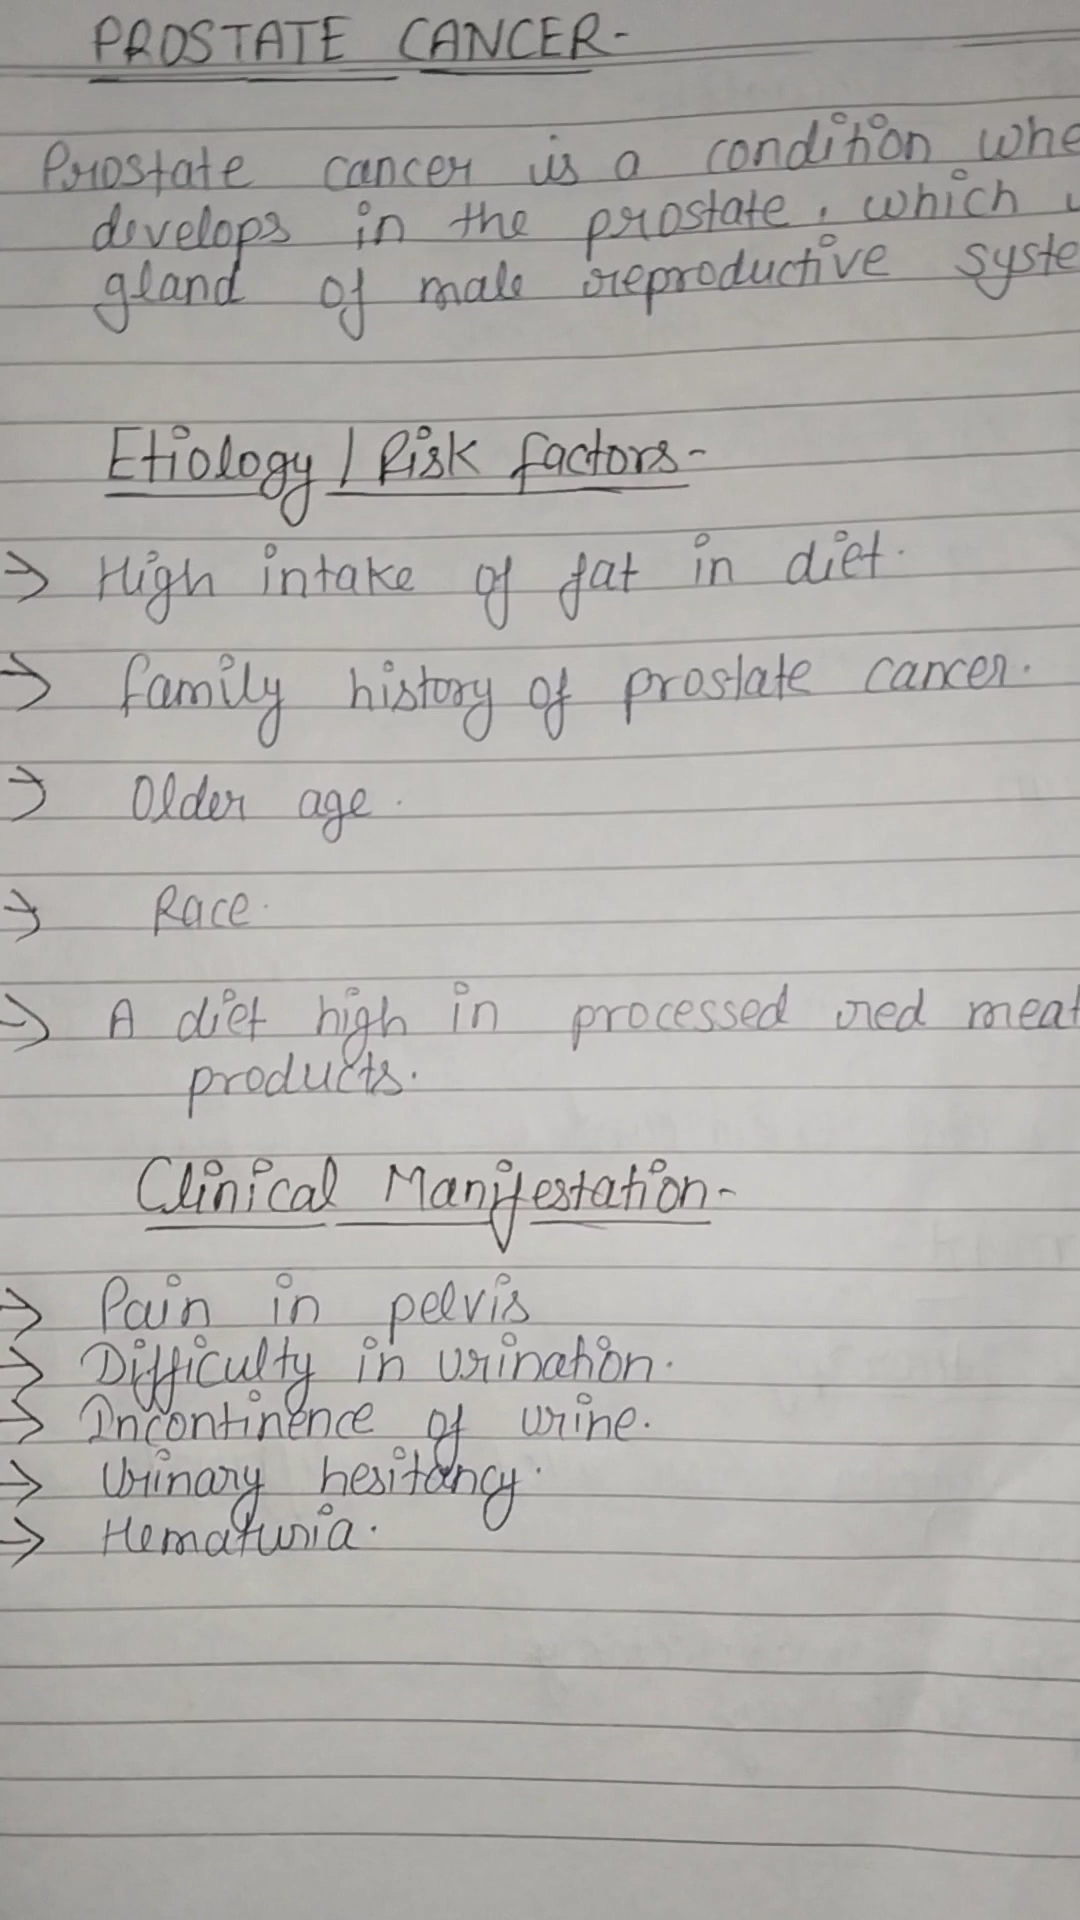 PROSTATE CANCER-
Prostate cancer is a condition whe
develops in the prostate, which
gland of male reproductive syste
Etiology / Risk factors-
→ High intake of fat in diet.
→ family history of prostate cancer.
→ Older age.
→ Race.
→ A diet high in processed red meat
products.
Clinical Manifestation-
→ Pain in pelvis
→ Difficulty in urination.
→ Incontinence of urine.
→ Urinary hesitancy.
→ Hematuria.